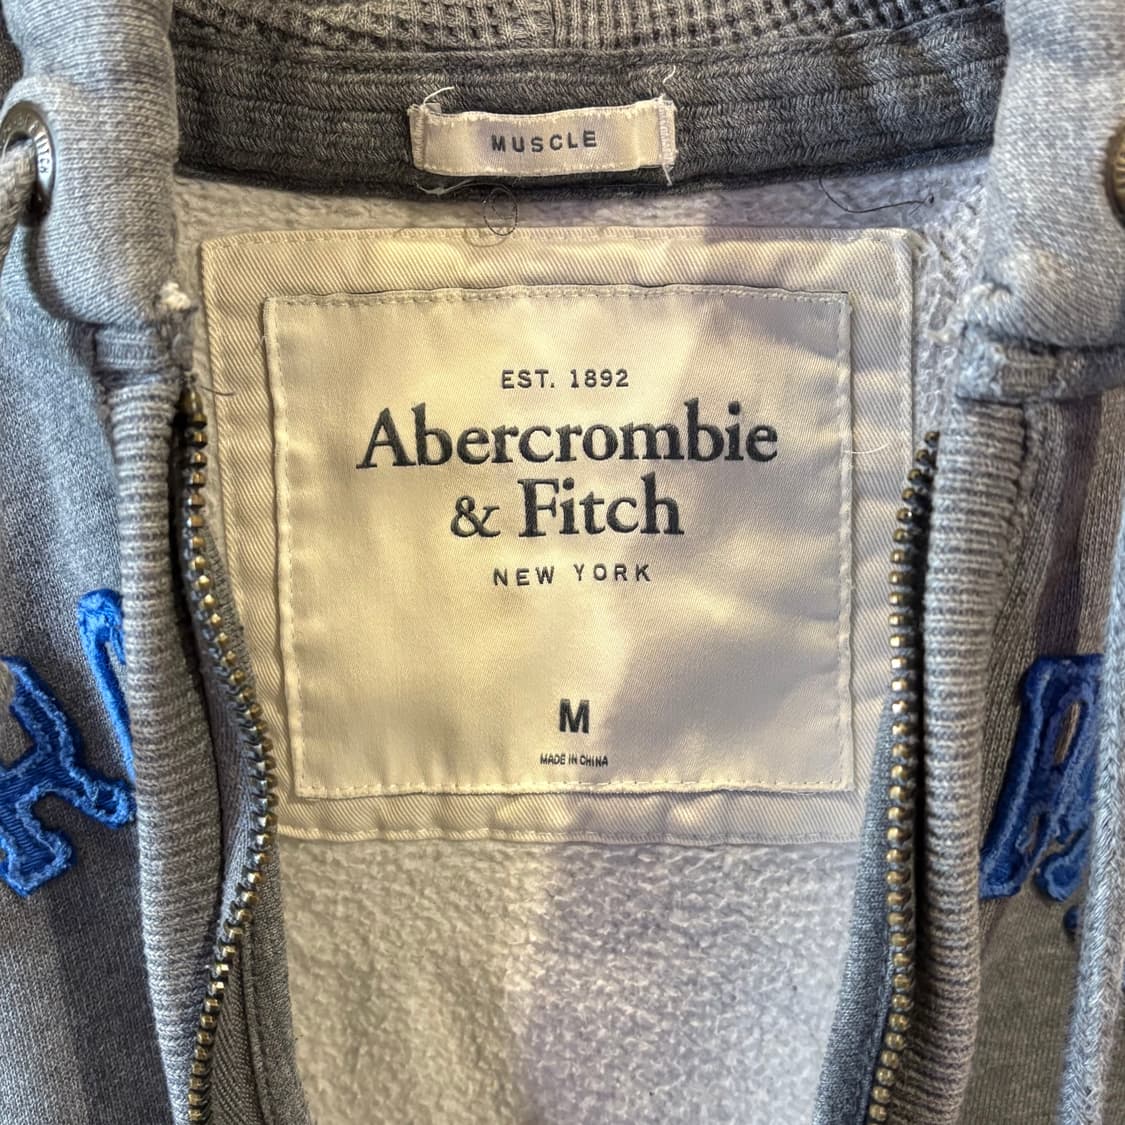 MUSCLE
EST. 1892
Abercrombie
& Fitch
NEW YORK
M
MADE IN CHINA